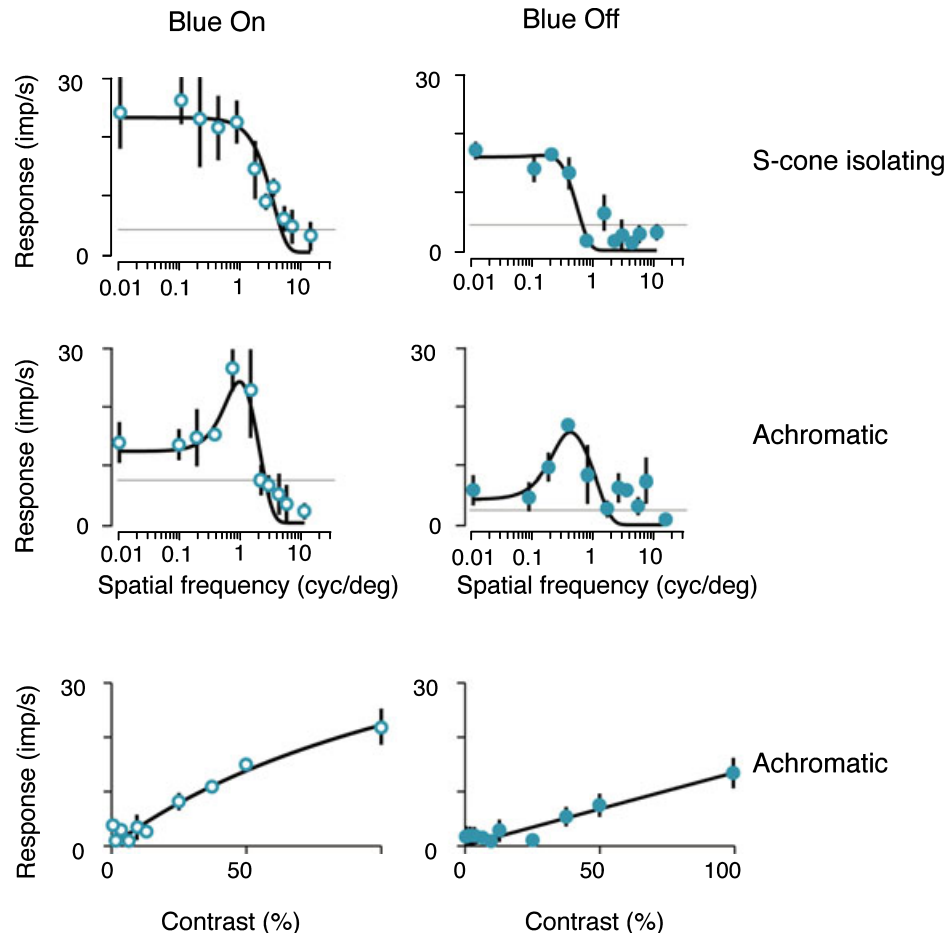 Blue On
Blue Off
30
Response (imp/s)
0
0.01 0.1 1 10
30
0
0.01 0.1 1 10
S-cone isolating
30
Response (imp/s)
0
0.01 0.1 1 10
Spatial frequency (cyc/deg)
30
0
0.01 0.1 1 10
Spatial frequency (cyc/deg)
Achromatic
30
Response (imp/s)
0
0 50
Contrast (%)
30
0
0 50 100
Contrast (%)
Achromatic